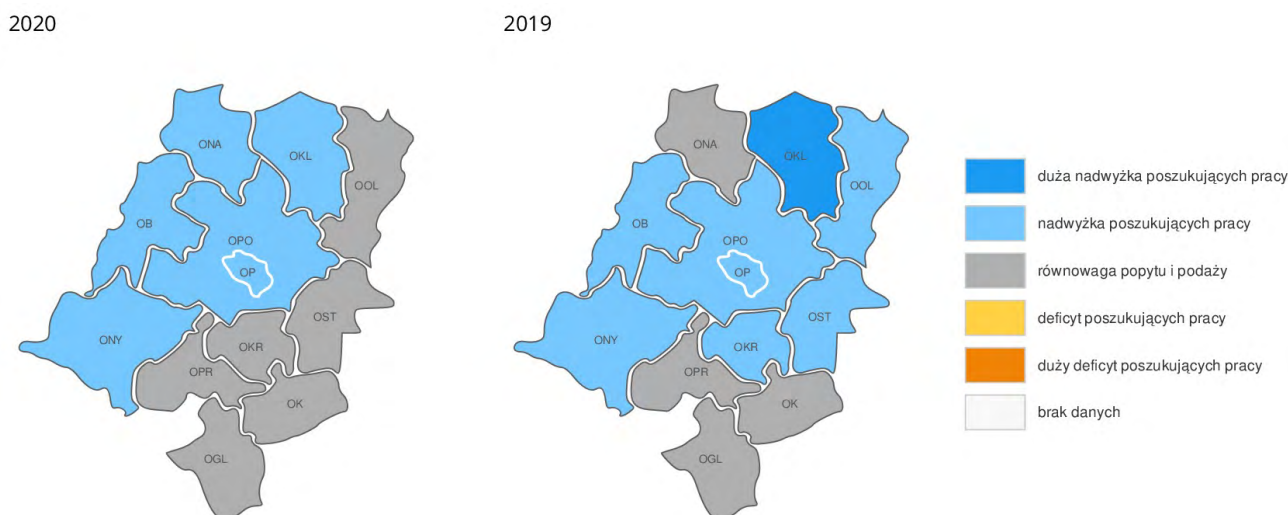 2020
2019
ONA
OKL
OOL
OB
OPO
OP
OST
ONY
OKR
OPR
OK
OGL
ONA
OKL
OOL
OB
OPO
OP
OST
ONY
OKR
OPR
OK
OGL
duża nadwyżka poszukujących pracy
nadwyżka poszukujących pracy
równowaga popytu i podaży
deficyt poszukujących pracy
duży deficyt poszukujących pracy
brak danych